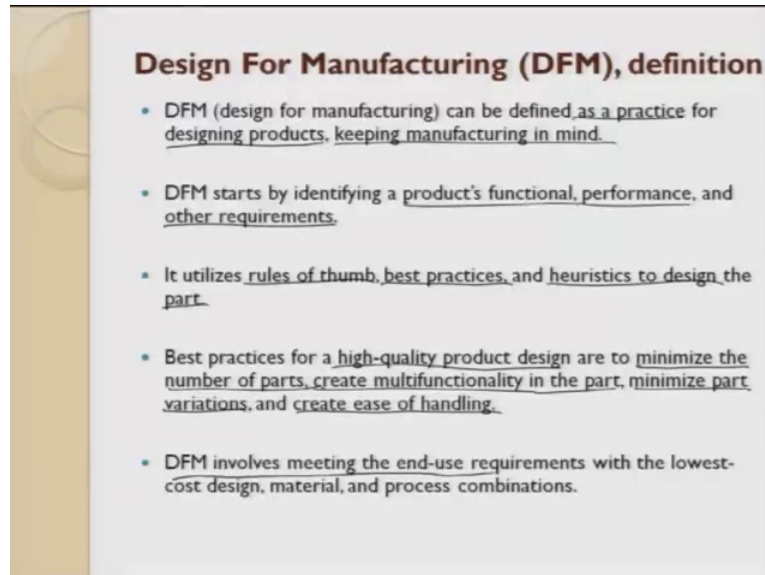 Design For Manufacturing (DFM), definition
• DFM (design for manufacturing) can be defined as a practice for
designing products, keeping manufacturing in mind.
• DFM starts by identifying a product's functional, performance, and
other requirements.
• It utilizes rules of thumb, best practices, and heuristics to design the
part.
• Best practices for a high-quality product design are to minimize the
number of parts, create multifunctionality in the part, minimize part
variations, and create ease of handling.
• DFM involves meeting the end-use requirements with the lowest-
cost design, material, and process combinations.